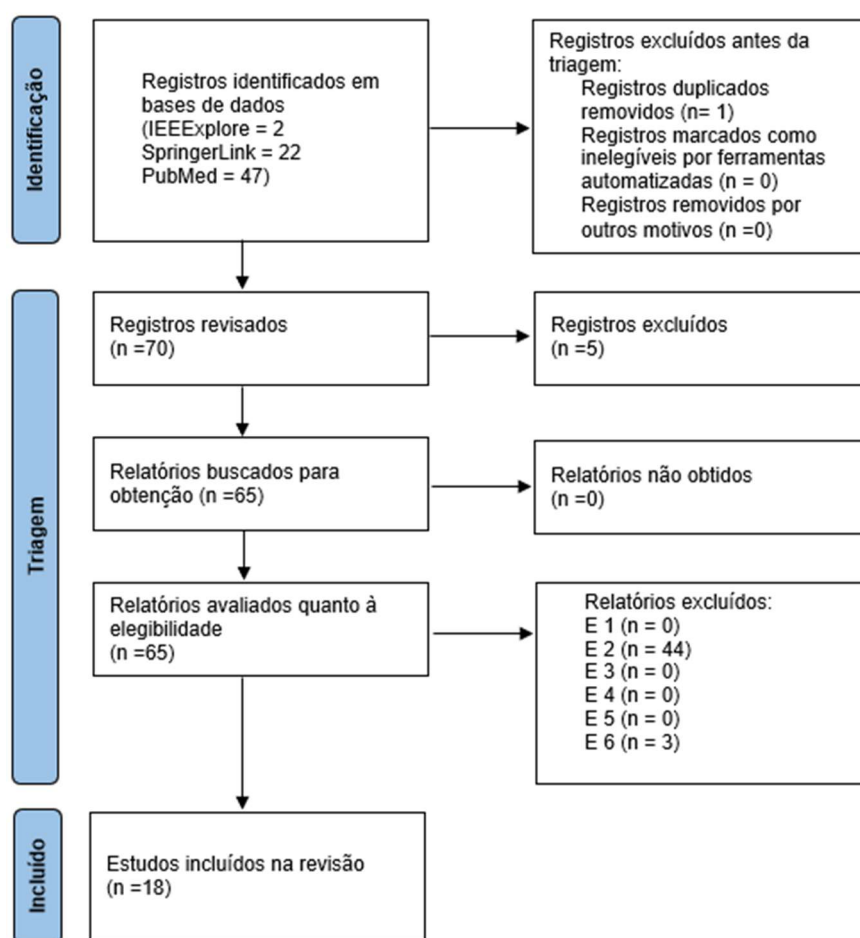 Identificação
Registros identificados em
bases de dados
(IEEExplore = 2
SpringerLink = 22
PubMed = 47)
Registros excluídos antes da
triagem:
Registros duplicados
removidos (n= 1)
Registros marcados como
inelegíveis por ferramentas
automatizadas (n = 0)
Registros removidos por
outros motivos (n =0)
Triagem
Registros revisados
(n =70)
Registros excluídos
(n =5)
Relatórios buscados para
obtenção (n =65)
Relatórios não obtidos
(n =0)
Relatórios avaliados quanto à
elegibilidade
(n =65)
Relatórios excluídos:
E 1 (n = 0)
E 2 (n = 44)
E 3 (n = 0)
E 4 (n = 0)
E 5 (n = 0)
E 6 (n = 3)
Incluído
Estudos incluídos na revisão
(n =18)